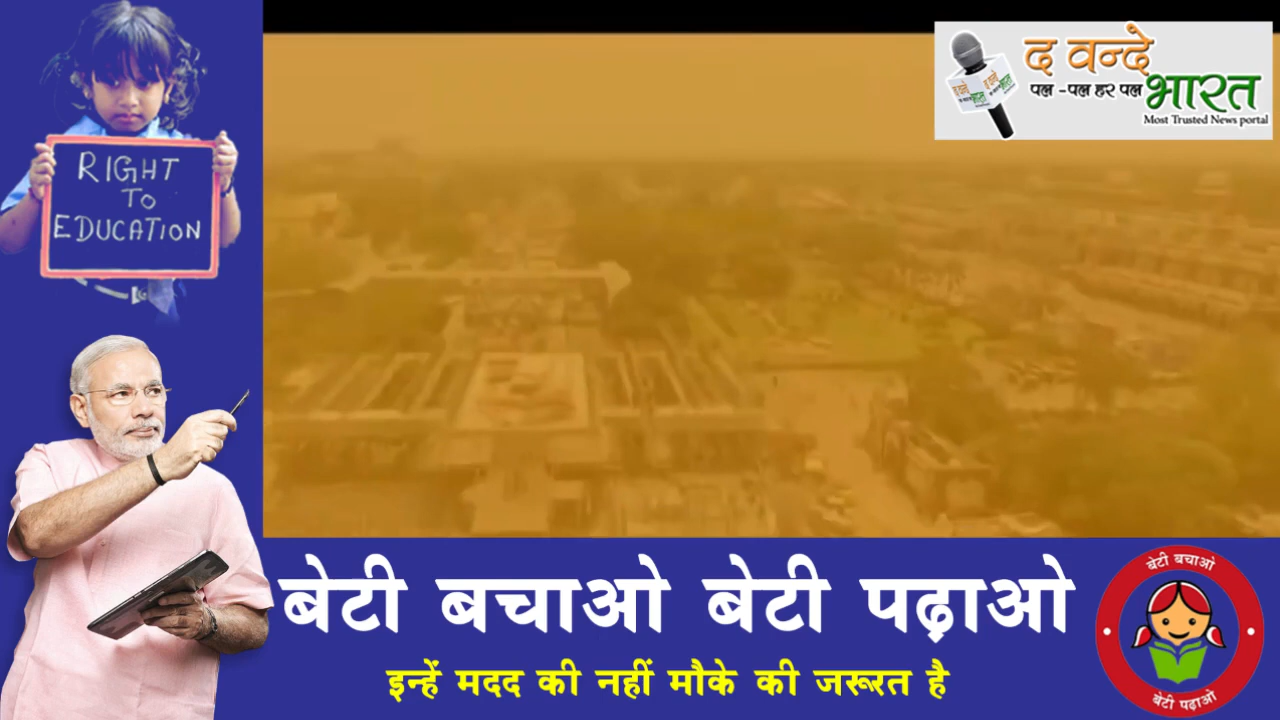 RIGHT
TO
EDUCATION
द वन्दे
भारत
पल -पल हर पल
Most Trusted News portal
बेटी बचाओ बेटी पढ़ाओ
इन्हें मदद की नहीं मौके की जरूरत है
बेटी बचाओ
बेटी पढ़ाओ